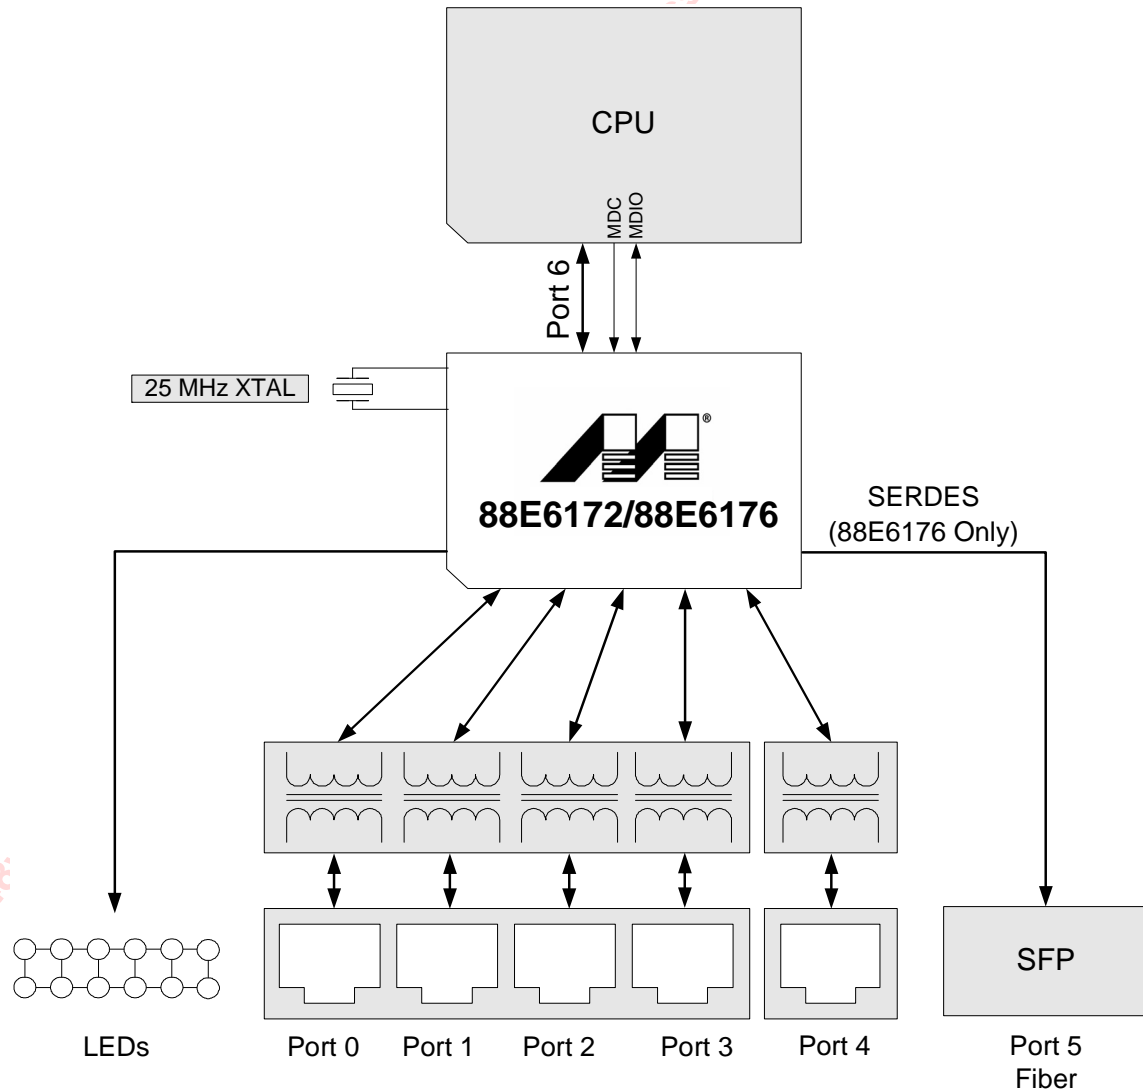 CPU
MDC
MDIO
Port 6
25 MHz XTAL
®
88E6172/88E6176
SERDES
(88E6176 Only)
SFP
LEDs
Port 0
Port 1
Port 2
Port 3
Port 4
Port 5
Fiber